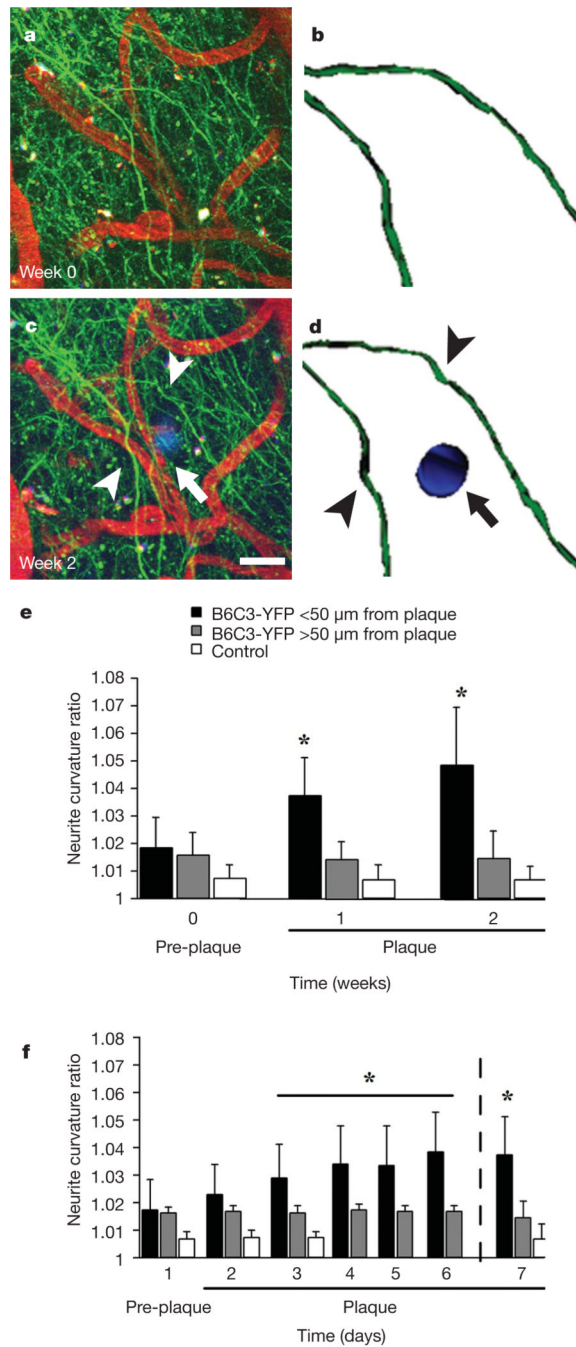 a
b
Week 0
c
d
Week 2
e
B6C3-YFP <50 µm from plaque
B6C3-YFP >50 µm from plaque
Control
Neurite curvature ratio
1.08
1.07
1.06
1.05
1.04
1.03
1.02
1.01
1
*
*
0
1
2
Pre-plaque
Plaque
Time (weeks)
f
Neurite curvature ratio
1.08
1.07
1.06
1.05
1.04
1.03
1.02
1.01
1
*
*
1
2
3
4
5
6
7
Pre-plaque
Plaque
Time (days)